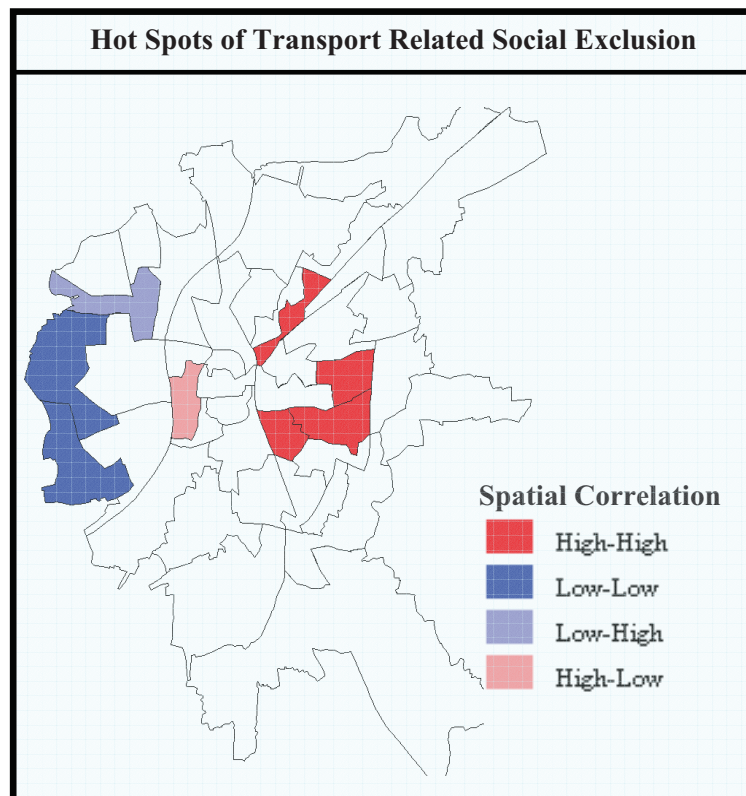 Hot Spots of Transport Related Social Exclusion
Spatial Correlation
High-High
Low-Low
Low-High
High-Low